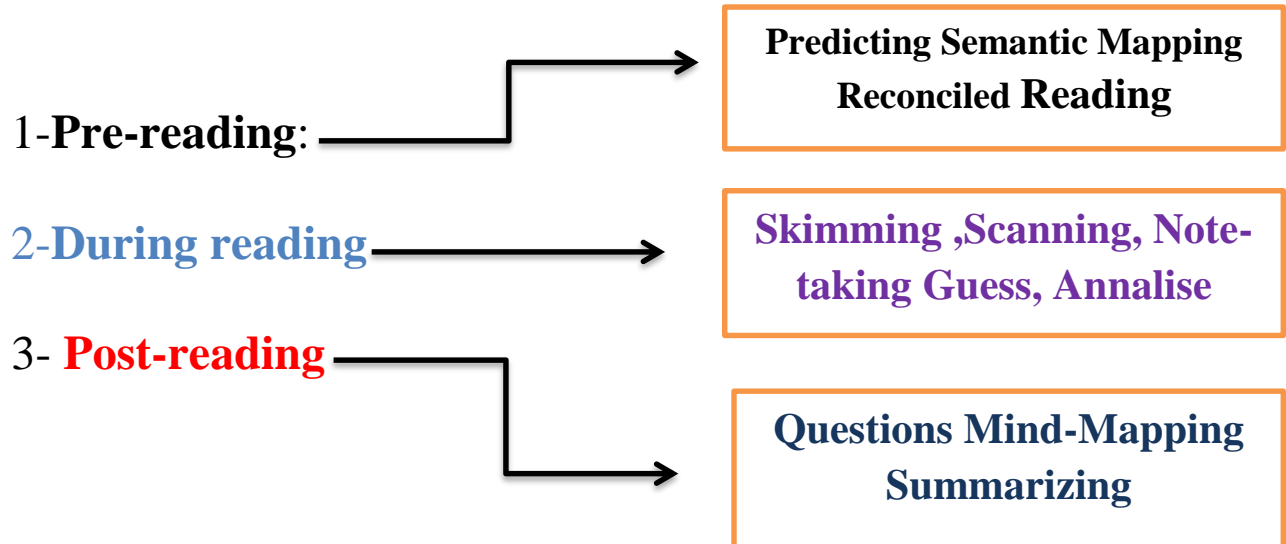 1-Pre-reading:
Predicting Semantic Mapping
Reconciled Reading
2-During reading
Skimming ,Scanning, Note-
taking Guess, Annalise
3- Post-reading
Questions Mind-Mapping
Summarizing